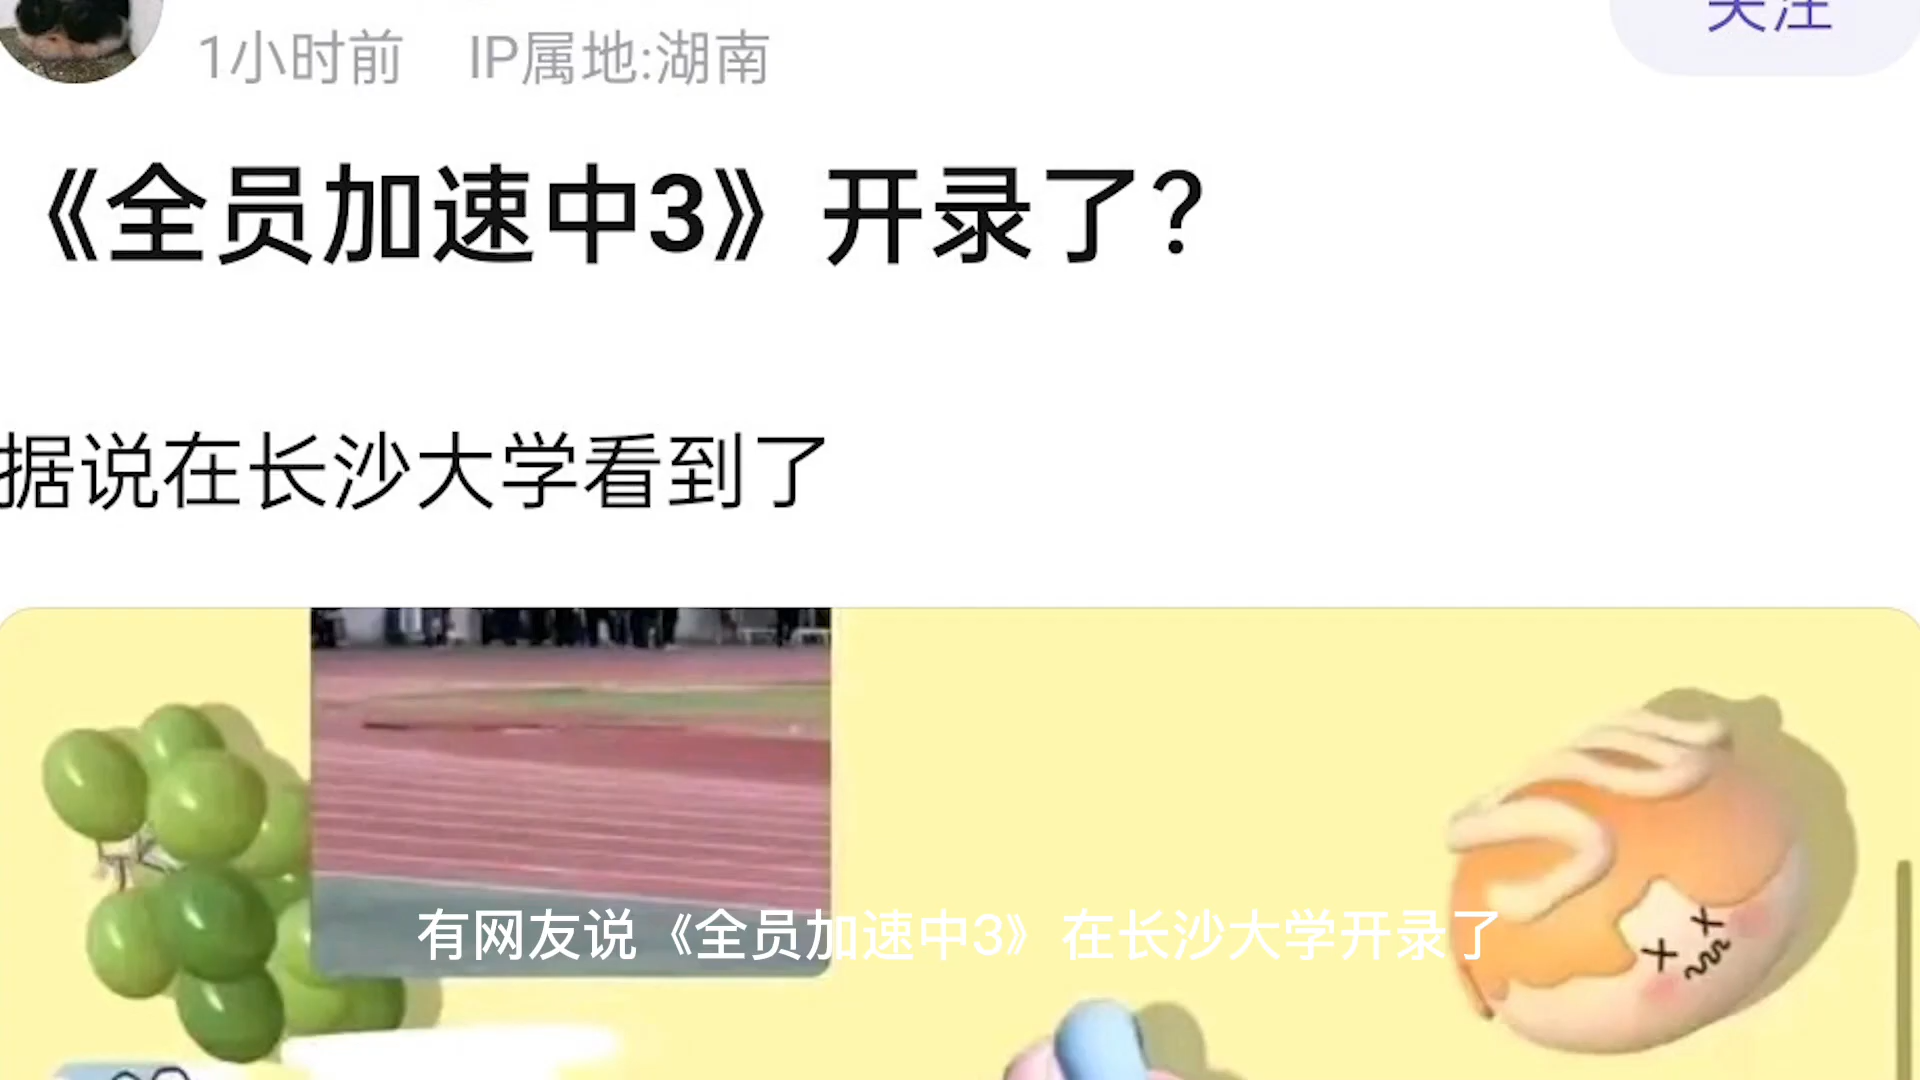 关注
1小时前 IP属地:湖南
《全员加速中3》开录了?
据说在长沙大学看到了
有网友说《全员加速中3》在长沙大学开录了